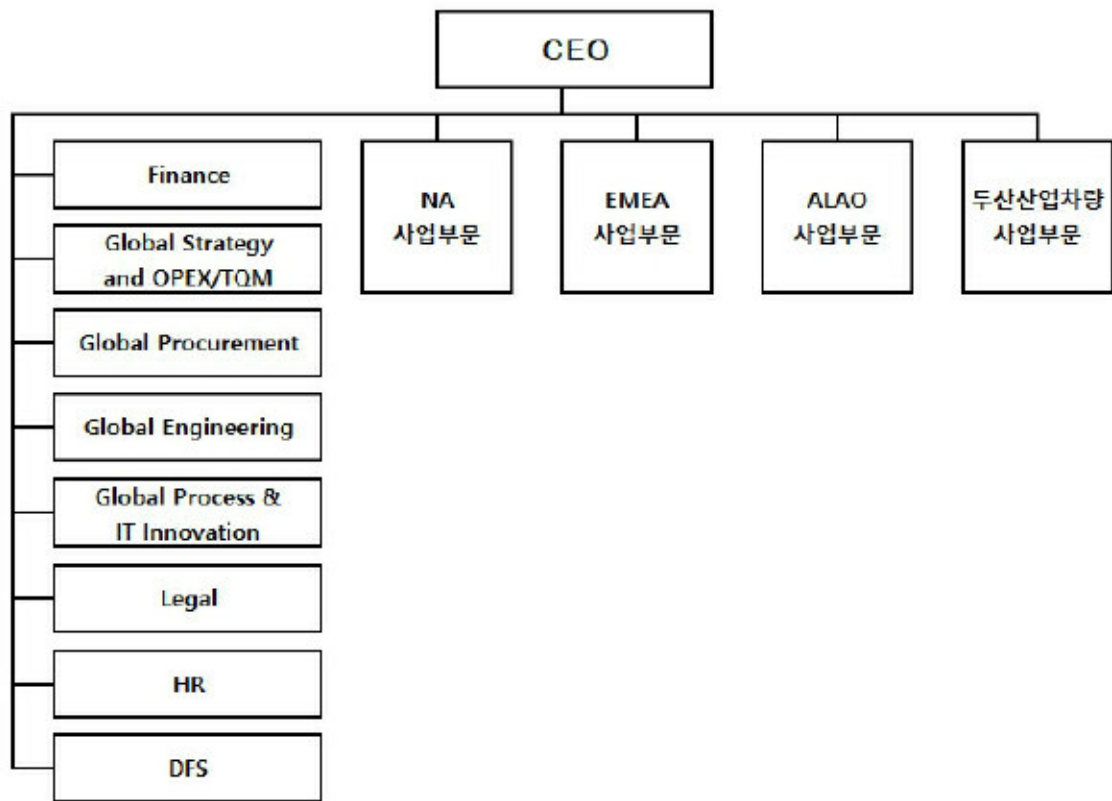 CEO
Finance
Global Strategy
and OPEX/TQM
Global Procurement
Global Engineering
Global Process &
IT Innovation
Legal
HR
DFS
NA
사업부문
EMEA
사업부문
ALAO
사업부문
두산산업차량
사업부문